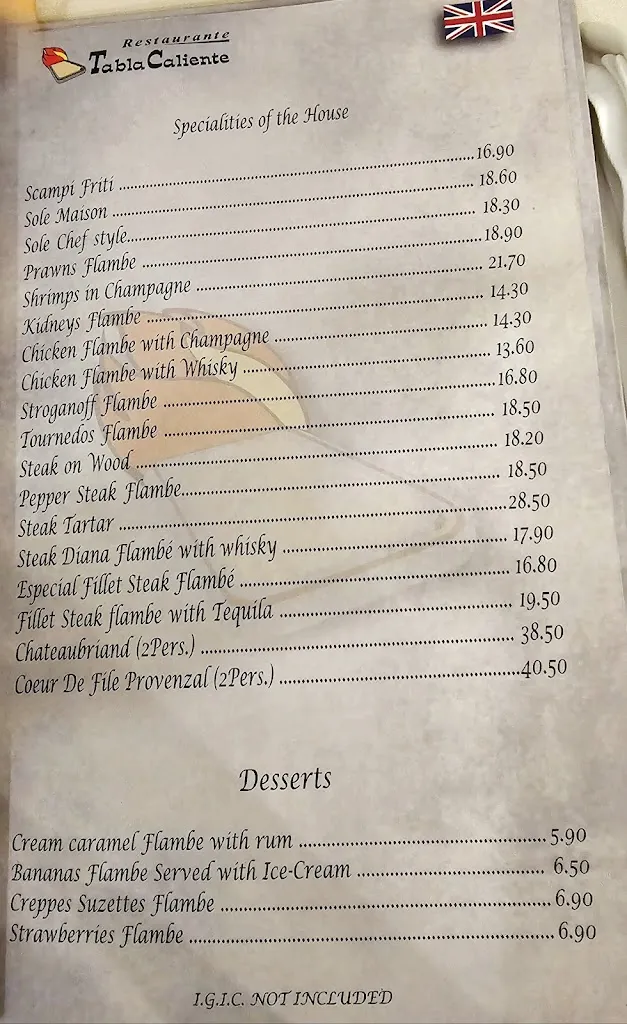 Restaurante
Tabla Caliente
Specialities of the House
Scampi Friti ........ 16.90
Sole Maison ........ 18.60
Sole Chef style........ 18.30
Prawns Flambe ........ 18.90
Shrimps in Champagne ........ 21.70
Kidneys Flambe ........ 14.30
Chicken Flambe with Champagne ........ 14.30
Chicken Flambe with Whisky ........ 13.60
Stroganoff Flambe ........ 16.80
Tournedos Flambe ........ 18.50
Steak on Wood ........ 18.20
Pepper Steak Flambe........ 18.50
Steak Tartar ........ 28.50
Steak Diana Flambé with whisky ........ 17.90
Especial Fillet Steak Flambé ........ 16.80
Fillet Steak flambe with Tequila ........ 19.50
Chateaubriand (2Pers.) ........ 38.50
Coeur De File Provenzal (2Pers.) ........ 40.50
Desserts
Cream caramel Flambe with rum ........ 5.90
Bananas Flambe Served with Ice-Cream ........ 6.50
Creppes Suzettes Flambe ........ 6.90
Strawberries Flambe ........ 6.90
I.G.I.C. NOT INCLUDED